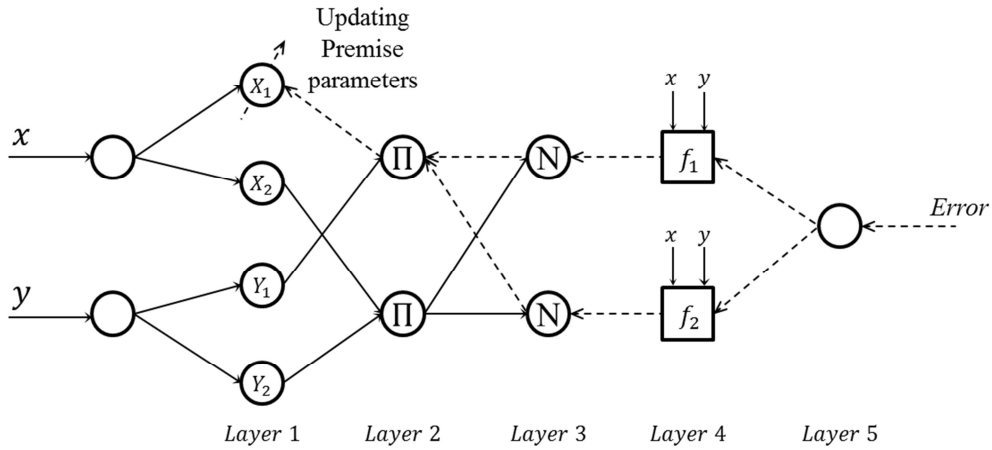 Updating
Premise
parameters
x y
X₁
x
Π
N
f₁
X₂
Error
x y
y
Y₁
Π
N
f₂
Y₂
Layer 1
Layer 2
Layer 3
Layer 4
Layer 5